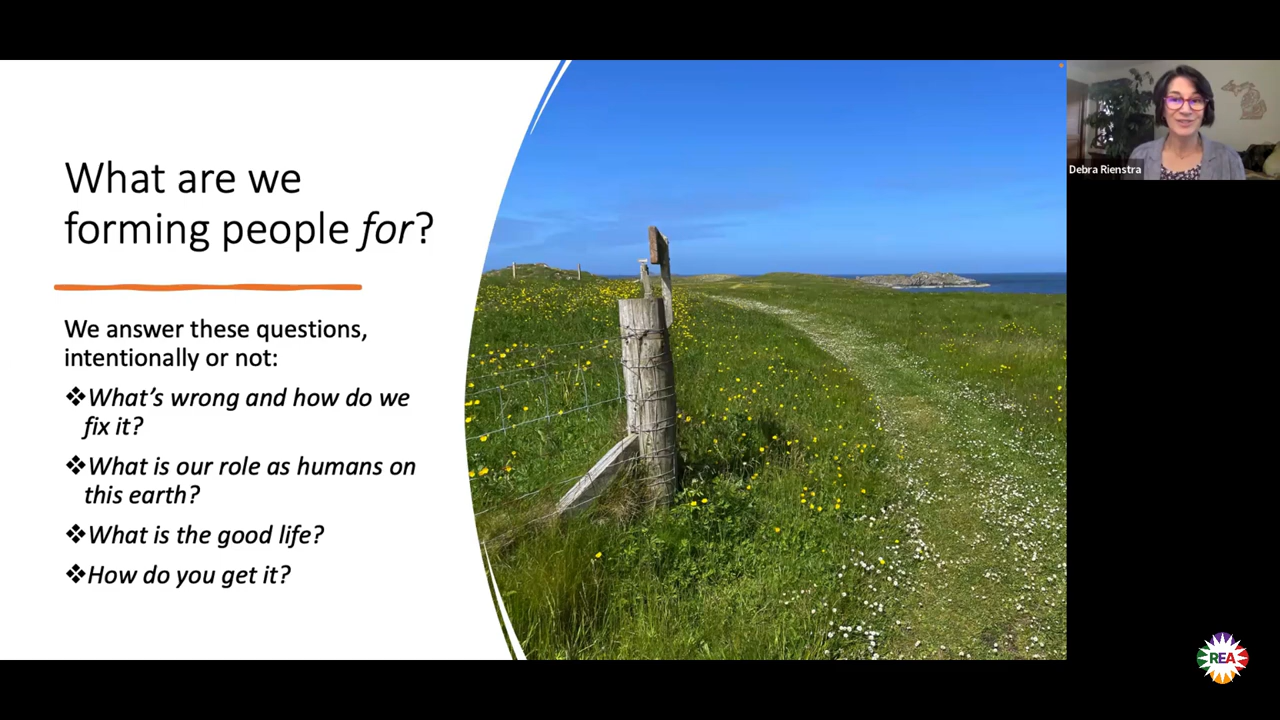 What are we
forming people for?
We answer these questions,
intentionally or not:
❖What's wrong and how do we
fix it?
❖What is our role as humans on
this earth?
❖What is the good life?
❖How do you get it?
Debra Rienstra
REA